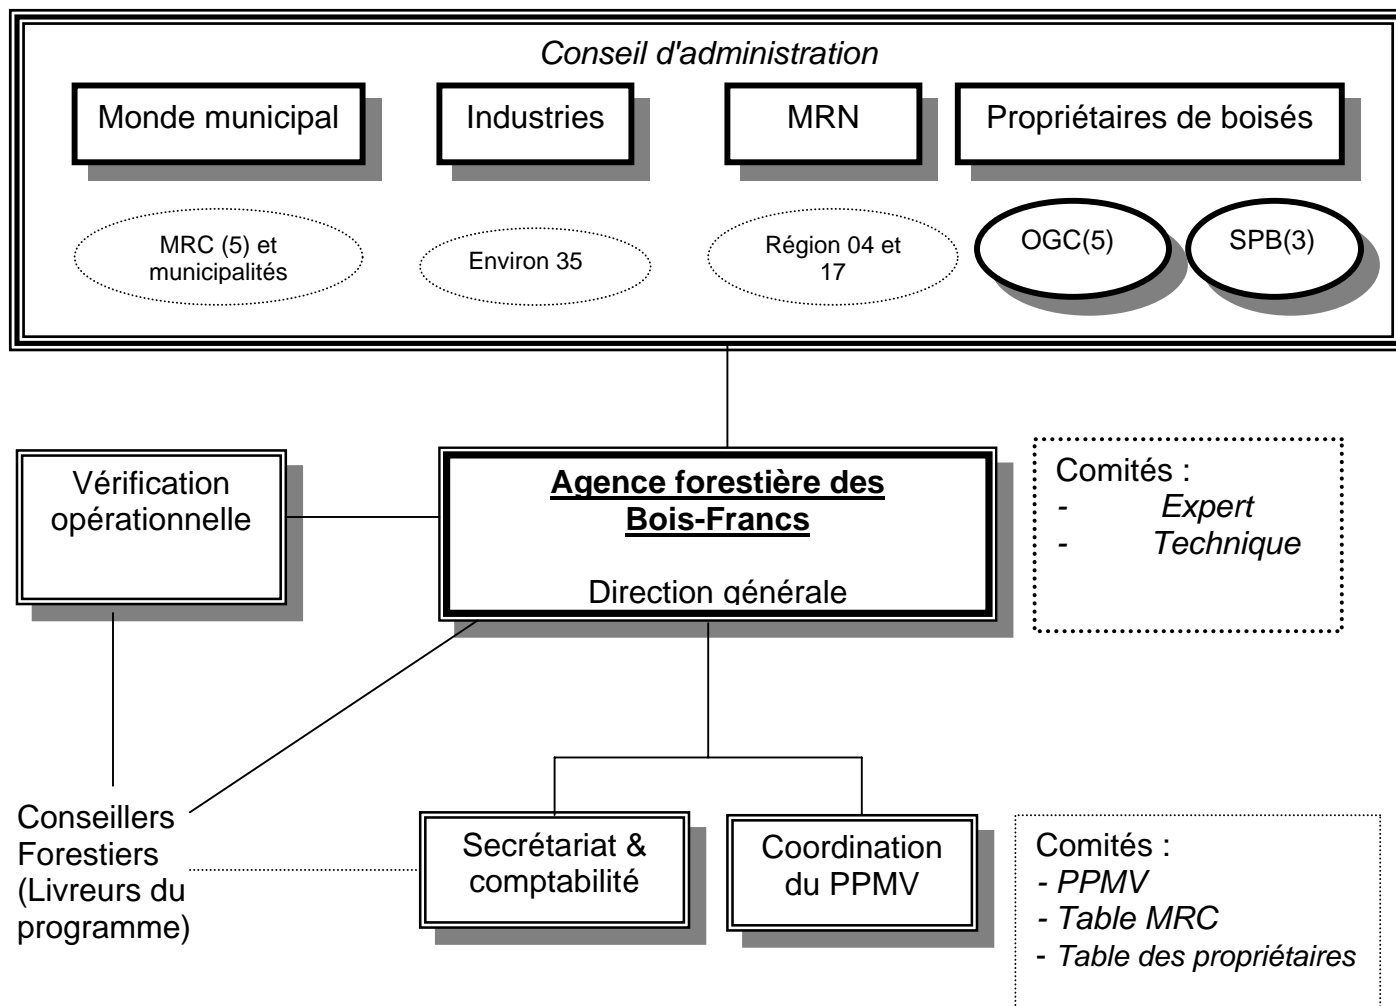 Conseil d'administration
Monde municipal
Industries
MRN
Propriétaires de boisés
MRC (5) et
municipalités
Environ 35
Région 04 et
17
OGC(5)
SPB(3)
Vérification
opérationnelle
Agence forestière des
Bois-Francs
Direction générale
Comités :
- Expert
- Technique
Conseillers
Forestiers
(Livreurs du
programme)
Secrétariat &
comptabilité
Coordination
du PPMV
Comités :
- PPMV
- Table MRC
- Table des propriétaires